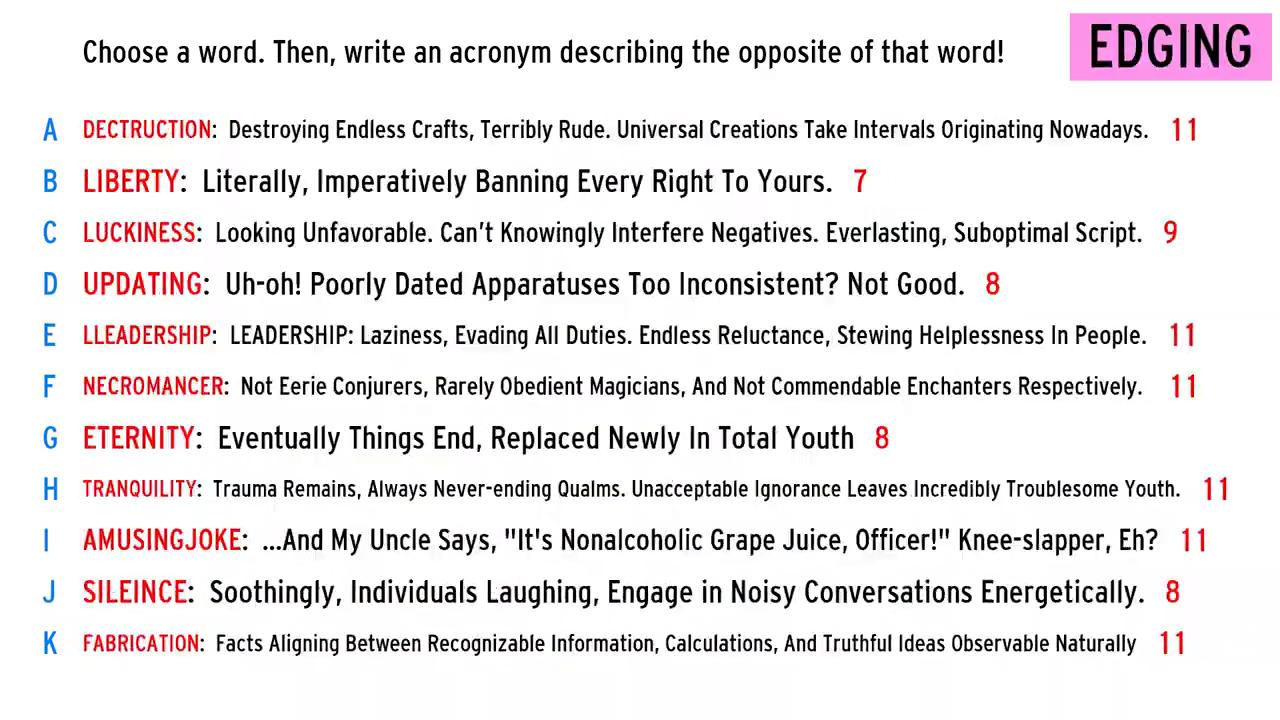 Choose a word. Then, write an acronym describing the opposite of that word!
EDGING
A DECTRUCTION: Destroying Endless Crafts, Terribly Rude. Universal Creations Take Intervals Originating Nowadays. 11
B LIBERTY: Literally, Imperatively Banning Every Right To Yours. 7
C LUCKINESS: Looking Unfavorable. Can't Knowingly Interfere Negatives. Everlasting, Suboptimal Script. 9
D UPDATING: Uh-oh! Poorly Dated Apparatuses Too Inconsistent? Not Good. 8
E LLEADERSHIP: LEADERSHIP: Laziness, Evading All Duties. Endless Reluctance, Stewing Helplessness In People. 11
F NECROMANCER: Not Eerie Conjurers, Rarely Obedient Magicians, And Not Commendable Enchanters Respectively. 11
G ETERNITY: Eventually Things End, Replaced Newly In Total Youth 8
H TRANQUILITY: Trauma Remains, Always Never-ending Qualms. Unacceptable Ignorance Leaves Incredibly Troublesome Youth. 11
I AMUSINGJOKE: ...And My Uncle Says, "It's Nonalcoholic Grape Juice, Officer!" Knee-slapper, Eh? 11
J SILEINCE: Soothingly, Individuals Laughing, Engage in Noisy Conversations Energetically. 8
K FABRICATION: Facts Aligning Between Recognizable Information, Calculations, And Truthful Ideas Observable Naturally 11